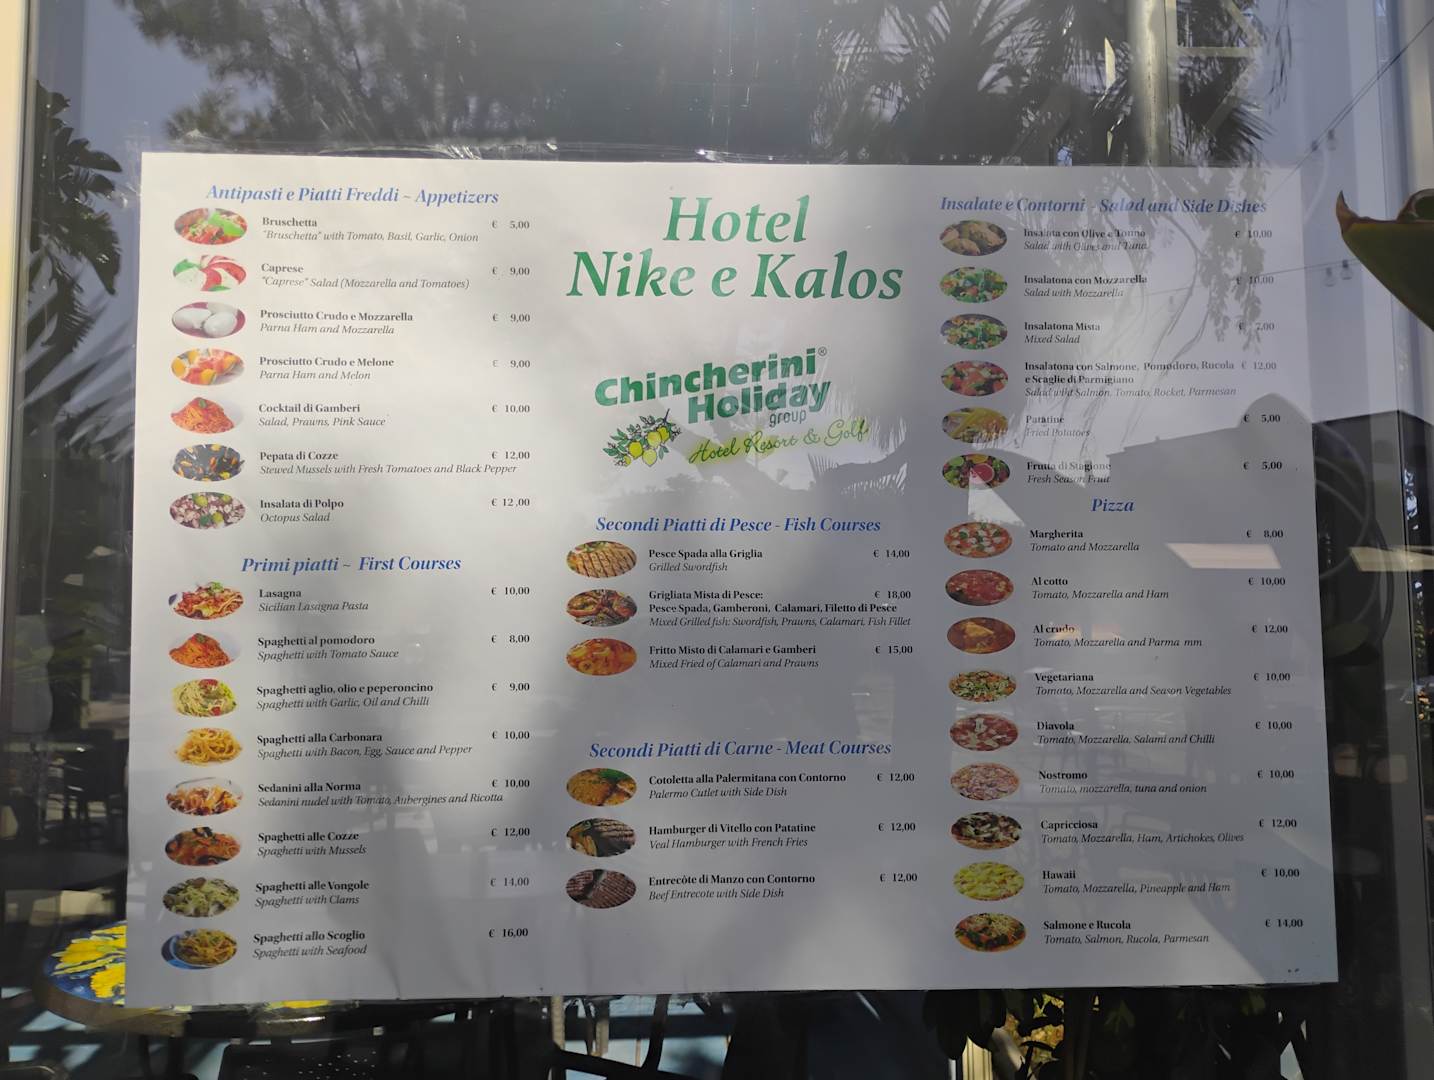 Antipasti e Piatti Freddi ~ Appetizers
Bruschetta € 5,00
"Bruschetta" with Tomato, Basil, Garlic, Onion
Caprese € 9,00
"Caprese" Salad (Mozzarella and Tomatoes)
Prosciutto Crudo e Mozzarella € 9,00
Parna Ham and Mozzarella
Prosciutto Crudo e Melone € 9,00
Parna Ham and Melon
Cocktail di Gamberi € 10,00
Salad, Prawns, Pink Sauce
Pepata di Cozze € 12,00
Stewed Mussels with Fresh Tomatoes and Black Pepper
Insalata di Polpo € 12,00
Octopus Salad
Primi piatti ~ First Courses
Lasagna € 10,00
Sicilian Lasagna Pasta
Spaghetti al pomodoro € 8,00
Spaghetti with Tomato Sauce
Spaghetti aglio, olio e peperoncino € 9,00
Spaghetti with Garlic, Oil and Chilli
Spaghetti alla Carbonara € 10,00
Spaghetti with Bacon, Egg, Sauce and Pepper
Sedanini alla Norma € 10,00
Sedanini nudel with Tomato, Aubergines and Ricotta
Spaghetti alle Cozze € 12,00
Spaghetti with Mussels
Spaghetti alle Vongole € 14,00
Spaghetti with Clams
Spaghetti allo Scoglio € 16,00
Spaghetti with Seafood
Hotel
Nike e Kalos
Chincherini®
Holiday
group
Hotel Resort & Golf
Secondi Piatti di Pesce - Fish Courses
Pesce Spada alla Griglia € 14,00
Grilled Swordfish
Grigliata Mista di Pesce: € 18,00
Pesce Spada, Gamberoni, Calamari, Filetto di Pesce
Mixed Grilled fish: Swordfish, Prawns, Calamari, Fish Fillet
Fritto Misto di Calamari e Gamberi € 15,00
Mixed Fried of Calamari and Prawns
Secondi Piatti di Carne - Meat Courses
Cotoletta alla Palermitana con Contorno € 12,00
Palermo Cutlet with Side Dish
Hamburger di Vitello con Patatine € 12,00
Veal Hamburger with French Fries
Entrecôte di Manzo con Contorno € 12,00
Beef Entrecote with Side Dish
Insalate e Contorni - Salad and Side Dishes
Insalata con Olive e Tonno € 10,00
Salad with Olives and Tuna
Insalatona con Mozzarella € 10,00
Salad with Mozzarella
Insalatona Mista € 7,00
Mixed Salad
Insalatona con Salmone, Pomodoro, Rucola € 12,00
e Scaglie di Parmigiano
Salad wiht Salmon, Tomato, Rocket, Parmesan
Patatine € 5,00
Fried Potatoes
Frutta di Stagione € 5,00
Fresh Season Fruit
Pizza
Margherita € 8,00
Tomato and Mozzarella
Al cotto € 10,00
Tomato, Mozzarella and Ham
Al crudo € 12,00
Tomato, Mozzarella and Parma mm
Vegetariana € 10,00
Tomato, Mozzarella and Season Vegetables
Diavola € 10,00
Tomato, Mozzarella, Salami and Chilli
Nostromo € 10,00
Tomato, mozzarella, tuna and onion
Capricciosa € 12,00
Tomato, Mozzarella, Ham, Artichokes, Olives
Hawaii € 10,00
Tomato, Mozzarella, Pineapple and Ham
Salmone e Rucola € 14,00
Tomato, Salmon, Rucola, Parmesan